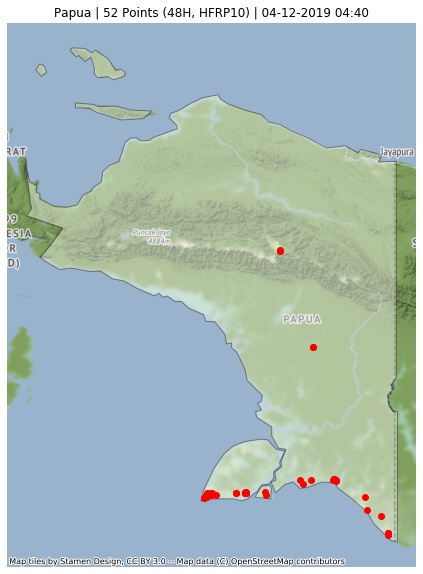 Papua | 52 Points (48H, HFRP10) | 04-12-2019 04:40
Jayapura
RAT
99
ESIA
R
D)
Puncak Jaya
4884m
S
PAPUA
Map tiles by Stamen Design, CC BY 3.0 -- Map data (C) OpenStreetMap contributors